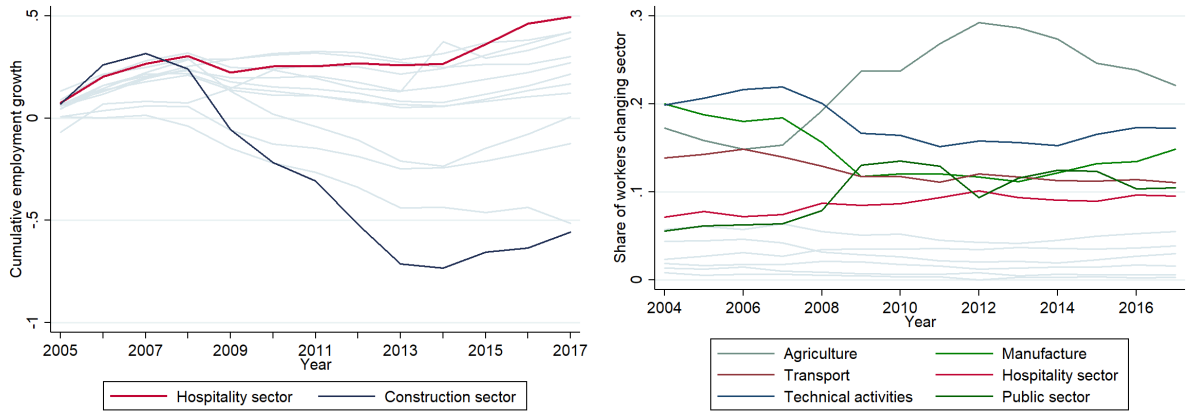 Cumulative employment growth
.5
0
-.5
-1
2005 2007 2009 2011 2013 2015 2017
Year
Hospitality sector Construction sector
Share of workers changing sector
.3
.2
.1
0
2004 2006 2008 2010 2012 2014 2016
Year
Agriculture Manufacture
Transport Hospitality sector
Technical activities Public sector